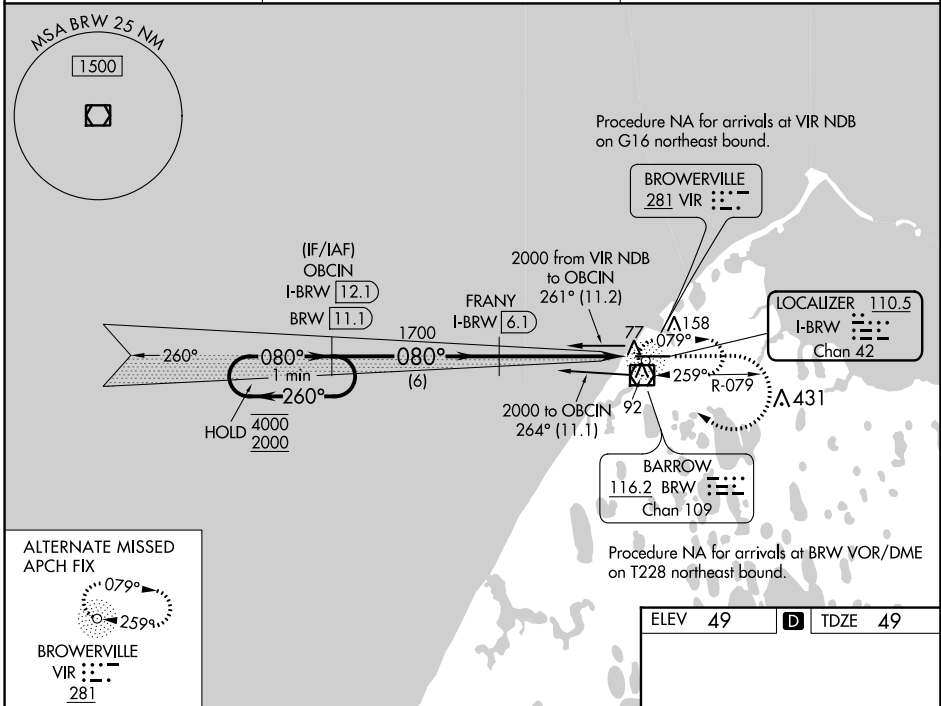 MSA BRW 25 NM
1500
Procedure NA for arrivals at VIR NDB
on G16 northeast bound.
BROWERVILLE
281 VIR
(IF/IAF)
OBCIN
I-BRW 12.1
BRW 11.1
2000 from VIR NDB
to OBCIN
261° (11.2)
FRANY
I-BRW 6.1
LOCALIZER 110.5
I-BRW
Chan 42
1700
77
158
079°
260°
080°
080°
1 min
(6)
260°
259°
R-079
431
HOLD
4000
2000
2000 to OBCIN
264° (11.1)
92
BARROW
116.2 BRW
Chan 109
Procedure NA for arrivals at BRW VOR/DME
on T228 northeast bound.
ALTERNATE MISSED
APCH FIX
079°
259°
BROWERVILLE
VIR
281
ELEV 49 D TDZE 49